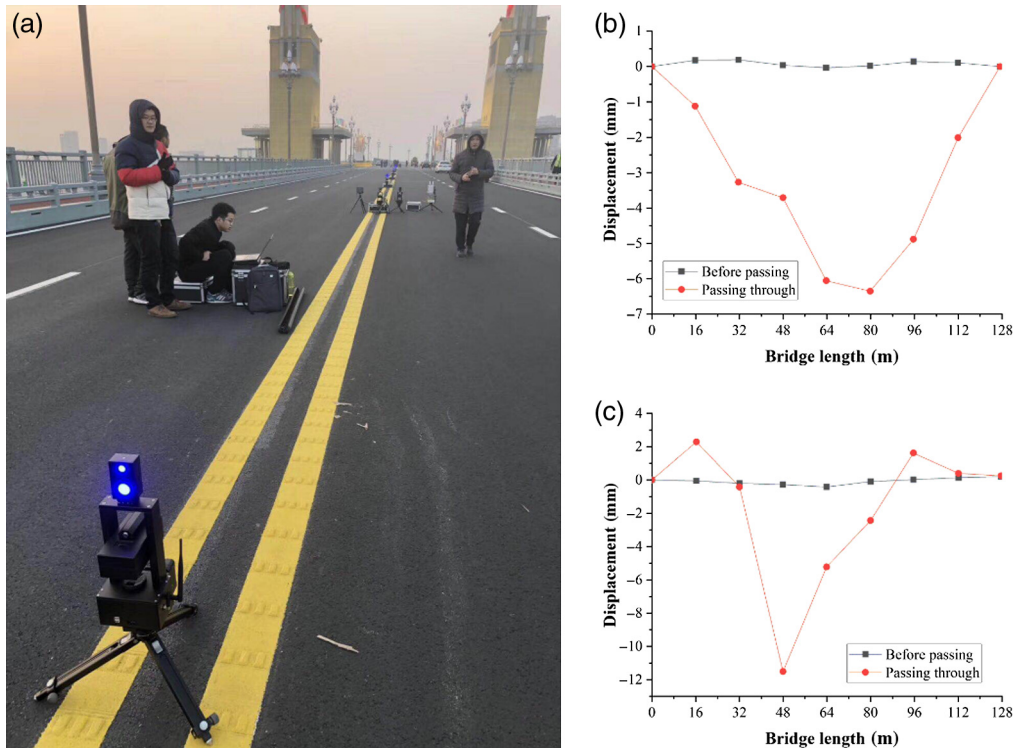 (a)
(b)
1
0
−1
−2
−3
−4
−5
−6
−7
Displacement (mm)
Before passing
Passing through
0 16 32 48 64 80 96 112 128
Bridge length (m)
(c)
4
2
0
−2
−4
−6
−8
−10
−12
Displacement (mm)
Before passing
Passing through
0 16 32 48 64 80 96 112 128
Bridge length (m)